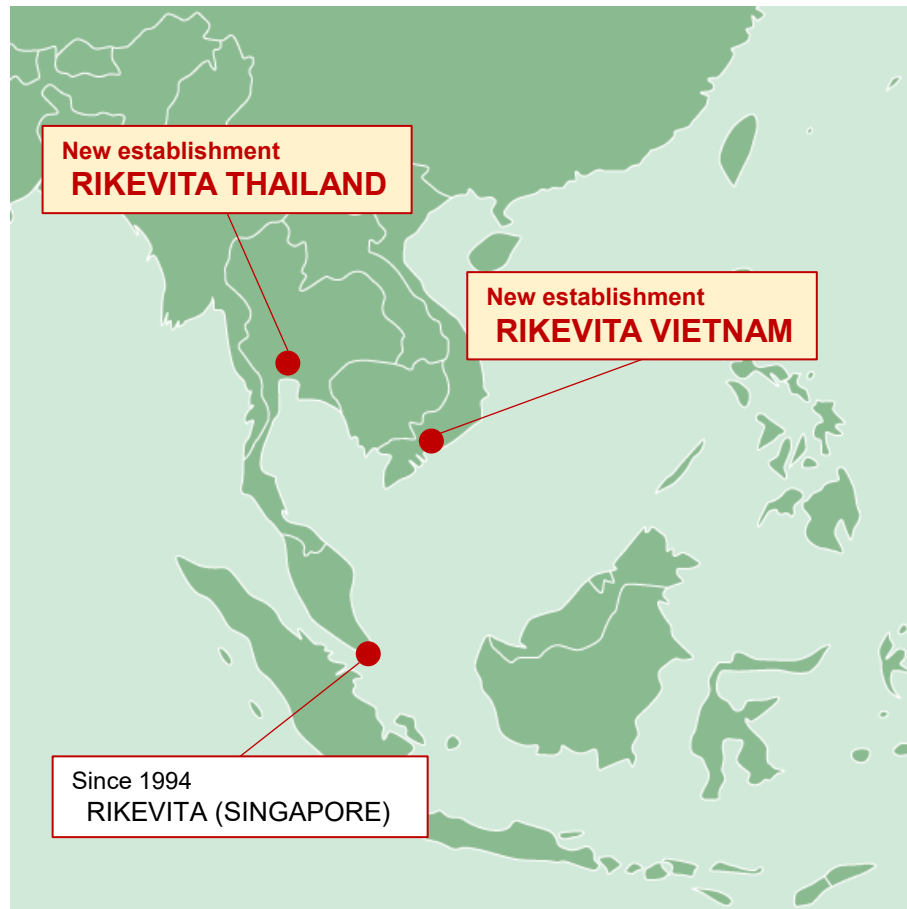 New establishment
RIKEVITA THAILAND
New establishment
RIKEVITA VIETNAM
Since 1994
RIKEVITA (SINGAPORE)